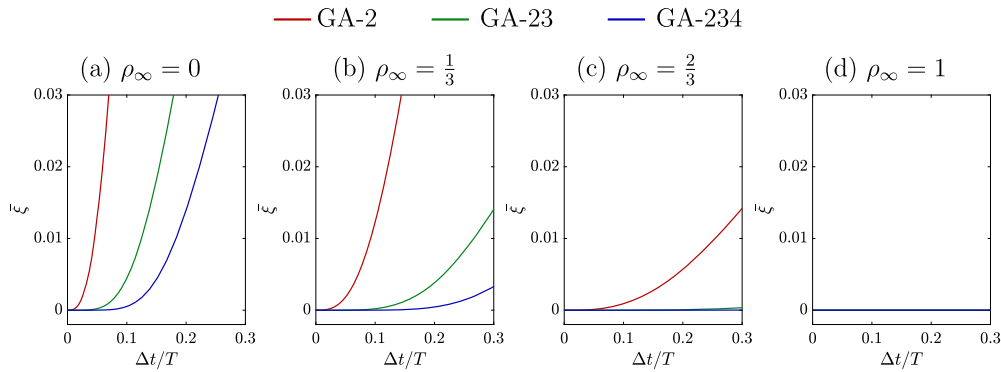 GA-2 GA-23 GA-234
(a) ρ∞ = 0 (b) ρ∞ = 1/3 (c) ρ∞ = 2/3 (d) ρ∞ = 1
0.03 0.03 0.03 0.03
0.02 0.02 0.02 0.02
ξ̄ ξ̄ ξ̄ ξ̄
0.01 0.01 0.01 0.01
0 0 0 0
0 0.1 0.2 0.3 0 0.1 0.2 0.3 0 0.1 0.2 0.3 0 0.1 0.2 0.3
Δt/T Δt/T Δt/T Δt/T